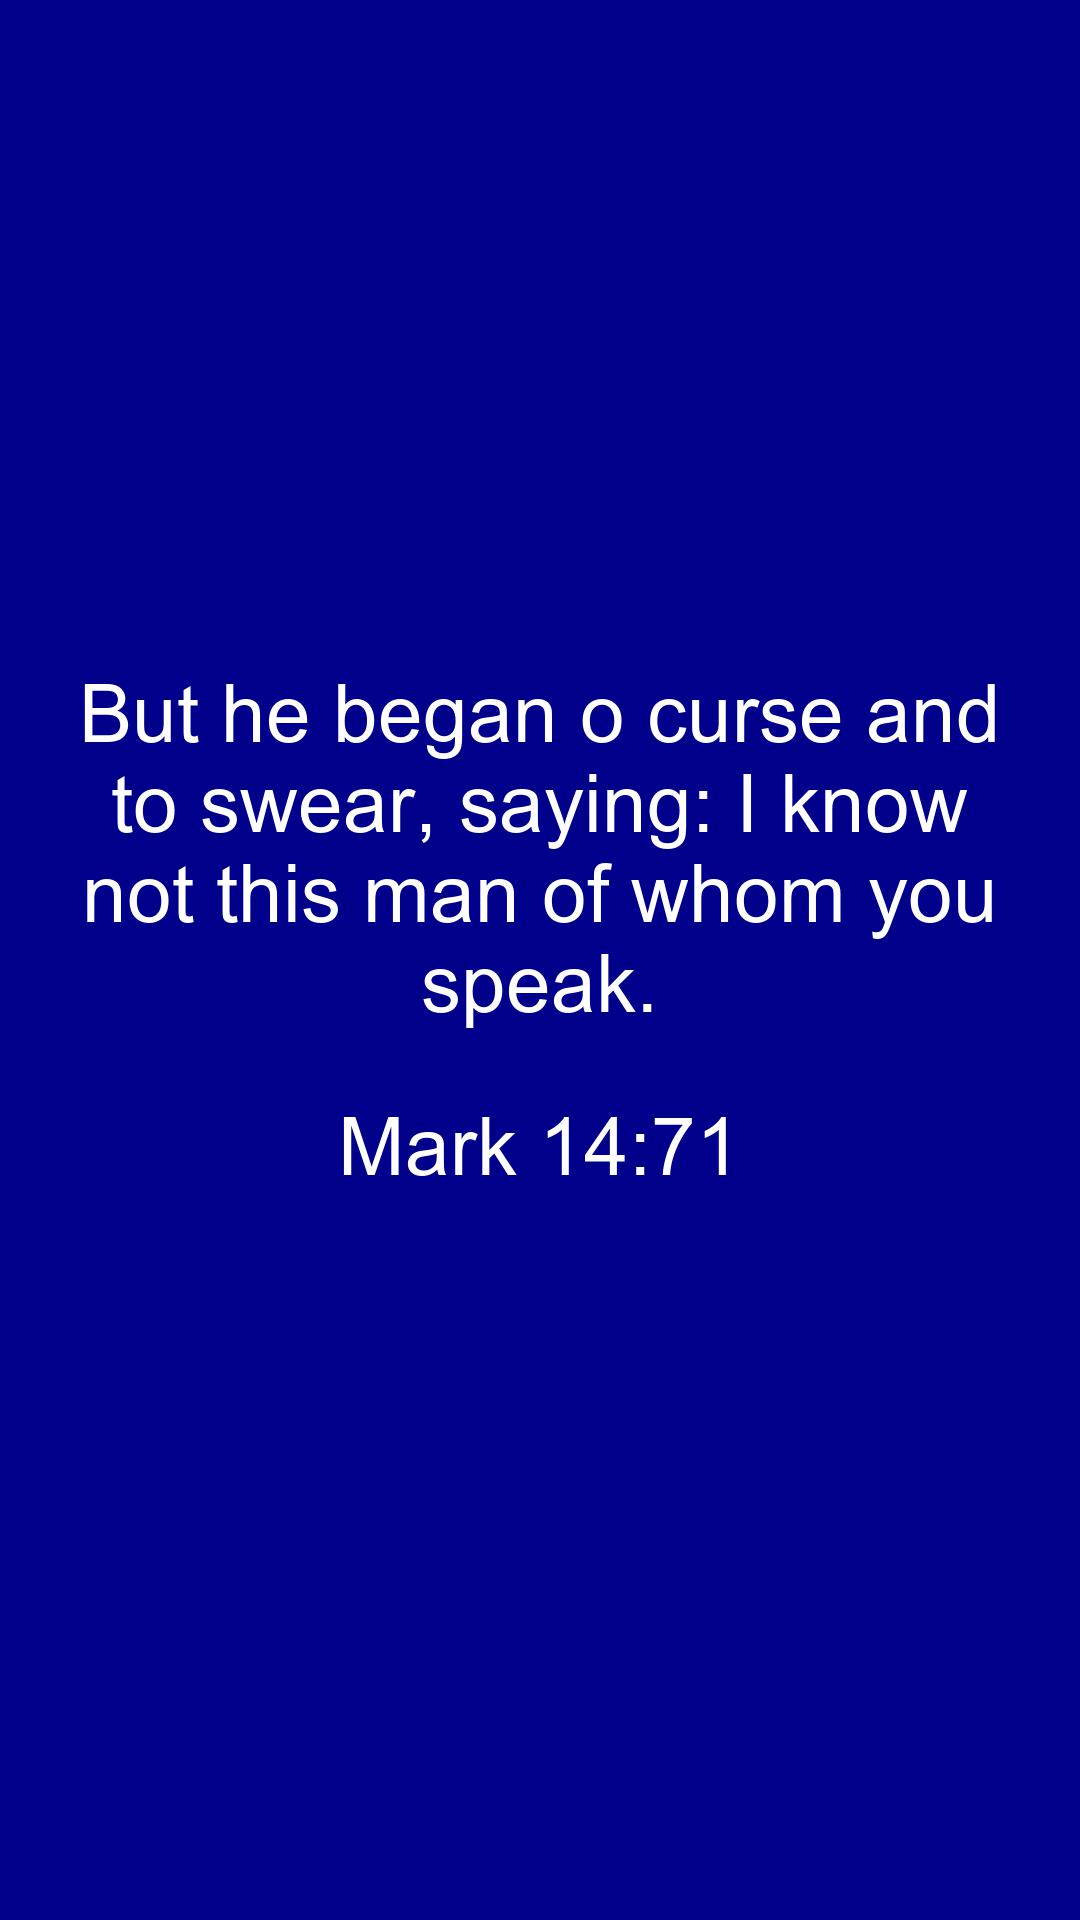 But he began o curse and
to swear, saying: I know
not this man of whom you
speak.
Mark 14:71